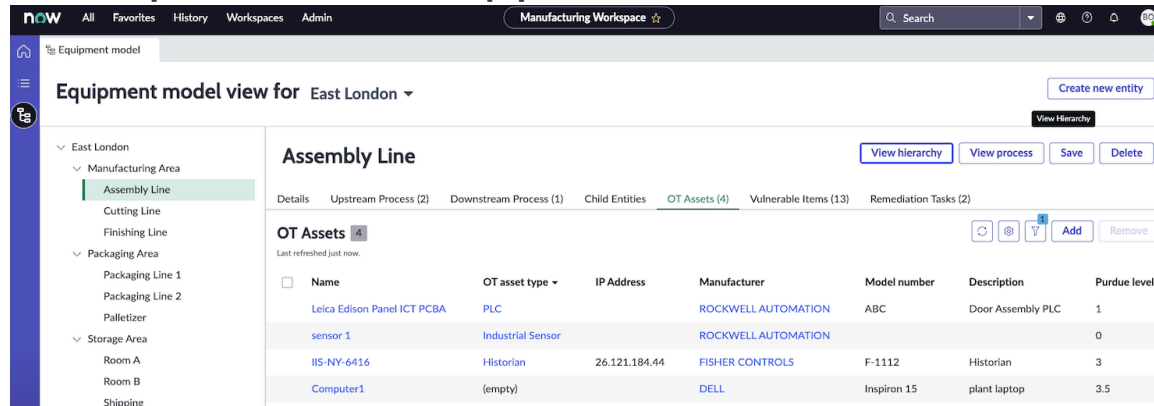 now All Favorites History Workspaces Admin Manufacturing Workspace Search BO
Equipment model
Equipment model view for East London Create new entity
View Hierarchy
East London
Manufacturing Area
Assembly Line
Cutting Line
Finishing Line
Packaging Area
Packaging Line 1
Packaging Line 2
Palletizer
Storage Area
Room A
Room B
Shipping
Assembly Line View hierarchy View process Save Delete
Details Upstream Process (2) Downstream Process (1) Child Entities OT Assets (4) Vulnerable Items (13) Remediation Tasks (2)
OT Assets 4 1 Add Remove
Last refreshed just now.
Name OT asset type IP Address Manufacturer Model number Description Purdue level
Leica Edison Panel ICT PCBA PLC ROCKWELL AUTOMATION ABC Door Assembly PLC 1
sensor 1 Industrial Sensor ROCKWELL AUTOMATION 0
IIS-NY-6416 Historian 26.121.184.44 FISHER CONTROLS F-1112 Historian 3
Computer1 (empty) DELL Inspiron 15 plant laptop 3.5